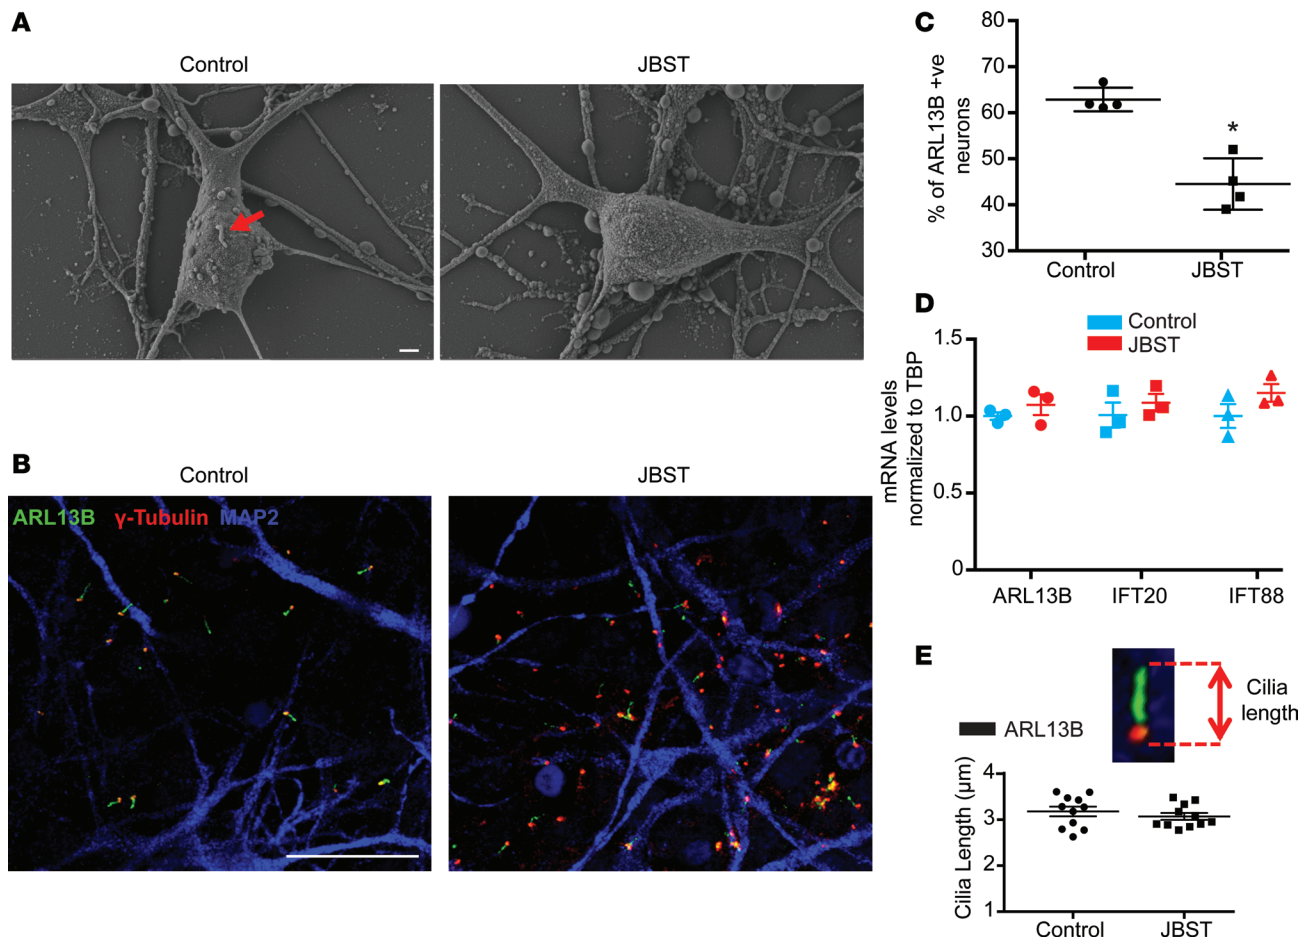 A
Control
JBST
B
Control
JBST
ARL13B γ-Tubulin MAP2
C
% of ARL13B +ve
neurons
80
70
60
50
40
30
*
Control
JBST
D
Control
JBST
mRNA levels
normalized to TBP
1.5
1.0
0.5
0
ARL13B
IFT20
IFT88
E
Cilia
length
ARL13B
Cilia Length (µm)
4
3
2
1
Control
JBST